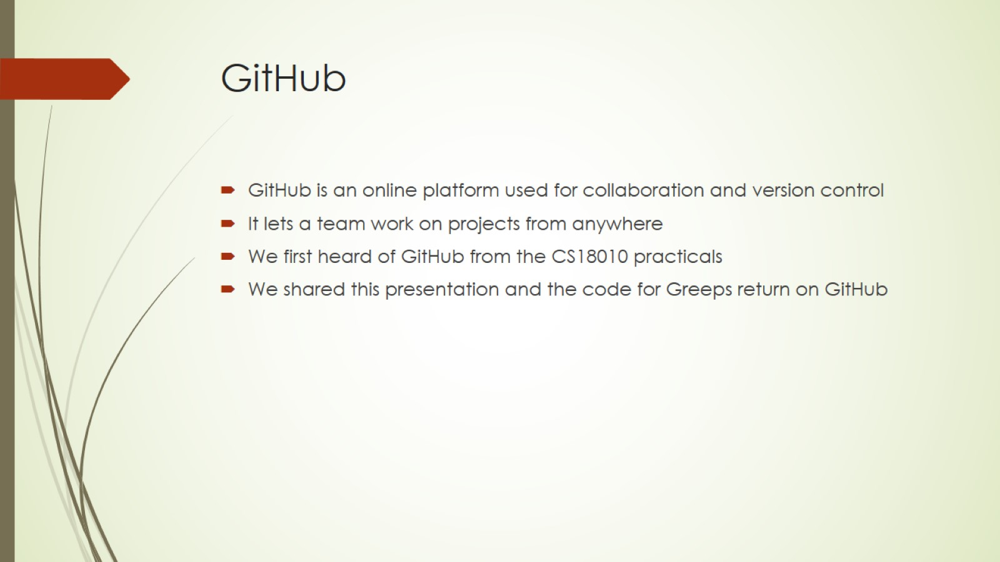 GitHub
GitHub is an online platform used for collaboration and version control
It lets a team work on projects from anywhere
We first heard of GitHub from the CS18010 practicals
We shared this presentation and the code for Greeps return on GitHub